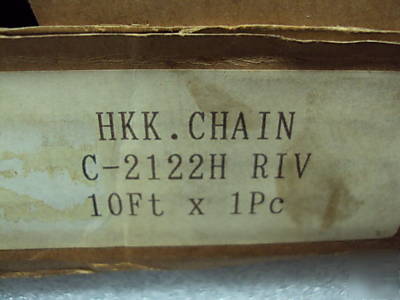 HKK.CHAIN
C-2122H RIV
10Ft x 1Pc